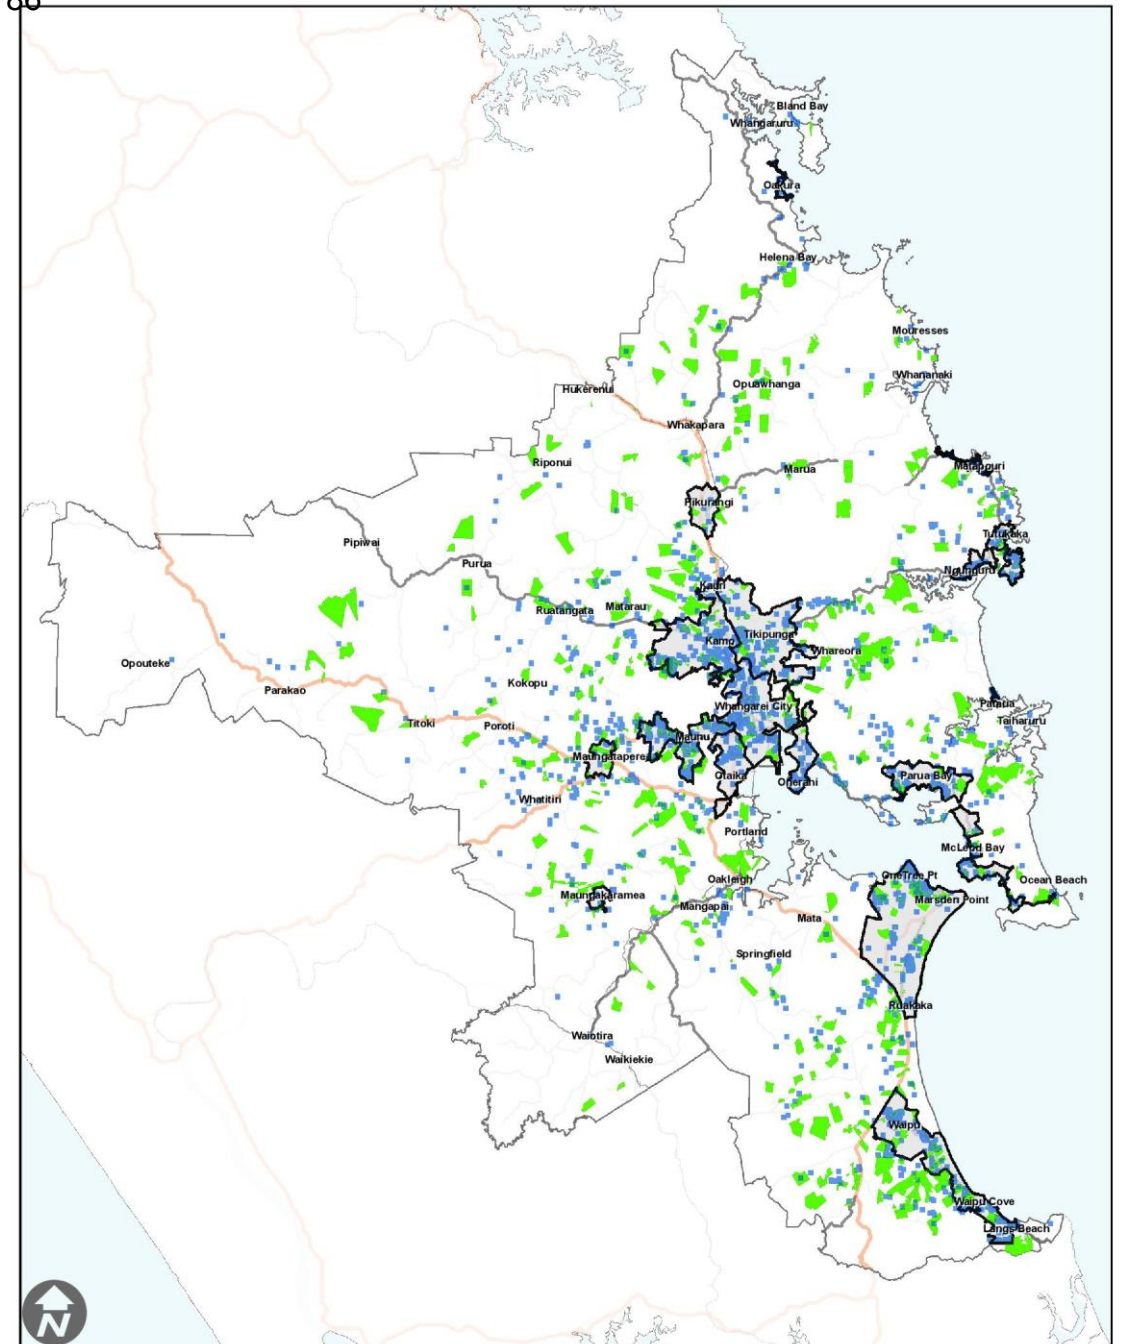 Bland Bay
Whangaruru
Oakura
Helena Bay
Mouresses
Whananaki
Opuawhanga
Hukerenui
Whakapara
Riponui
Marua
Matapouri
Hikurangi
Tutukaka
Pipiwai
Ngunguru
Purua
Kauri
Ruatangata
Matarau
Tikipunga
Kamo
Whareora
Opouteke
Kokopu
Parakao
Pataua
Whangarei City
Taiharuru
Titoki
Poroti
Maunu
Maungatapere
Otaika
Onerahi
Parua Bay
Whatitiri
Portland
McLeod Bay
OneTree Pt
Oakleigh
Ocean Beach
Maungakaramea
Marsden Point
Mangapai
Mata
Springfield
Ruakaka
Waiotira
Waikiekie
Waipu
Waipu Cove
Langs Beach
N